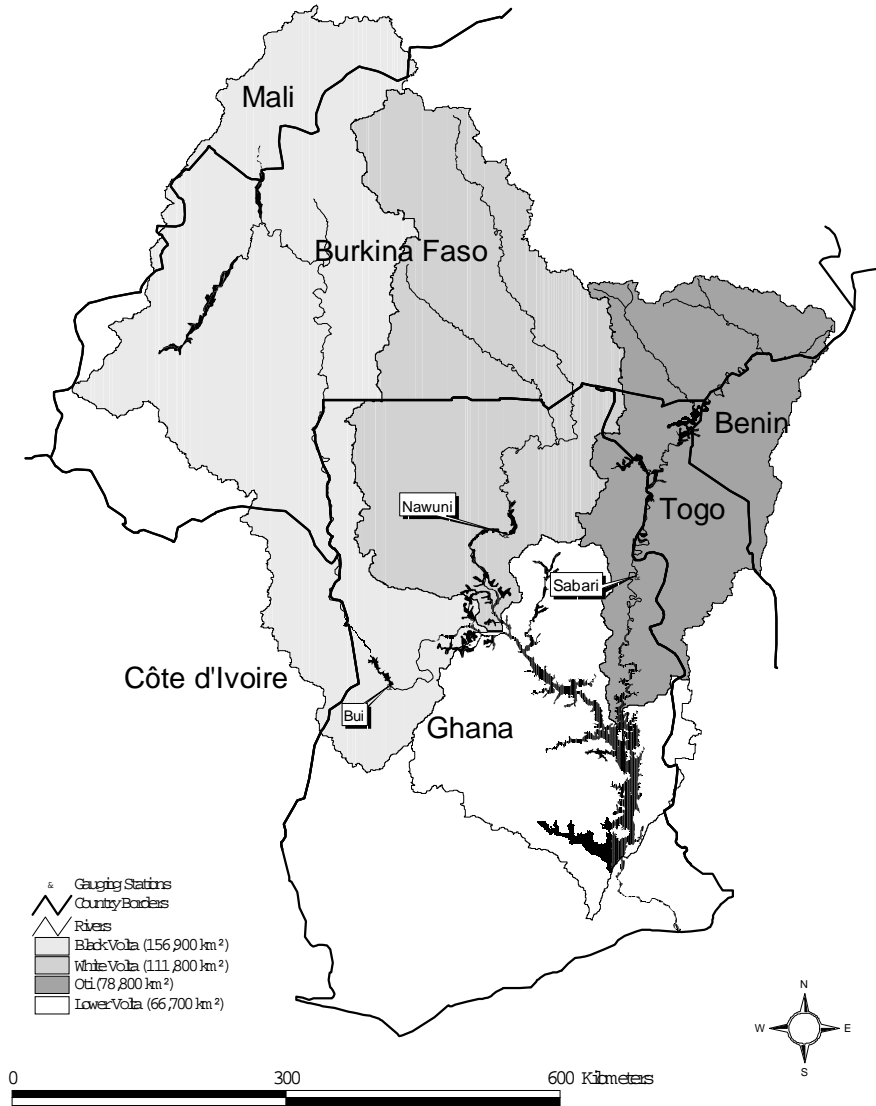 Mali
Burkina Faso
Benin
Nawuni
Togo
Sabari
Côte d'Ivoire
Bui
Ghana
& Gauging Stations
Country Borders
Rivers
Black Volta (156,900 km²)
White Volta (111,800 km²)
Oti (78,800 km²)
Lower Volta (66,700 km²)
N
W E
S
0 300 600 Kilometers